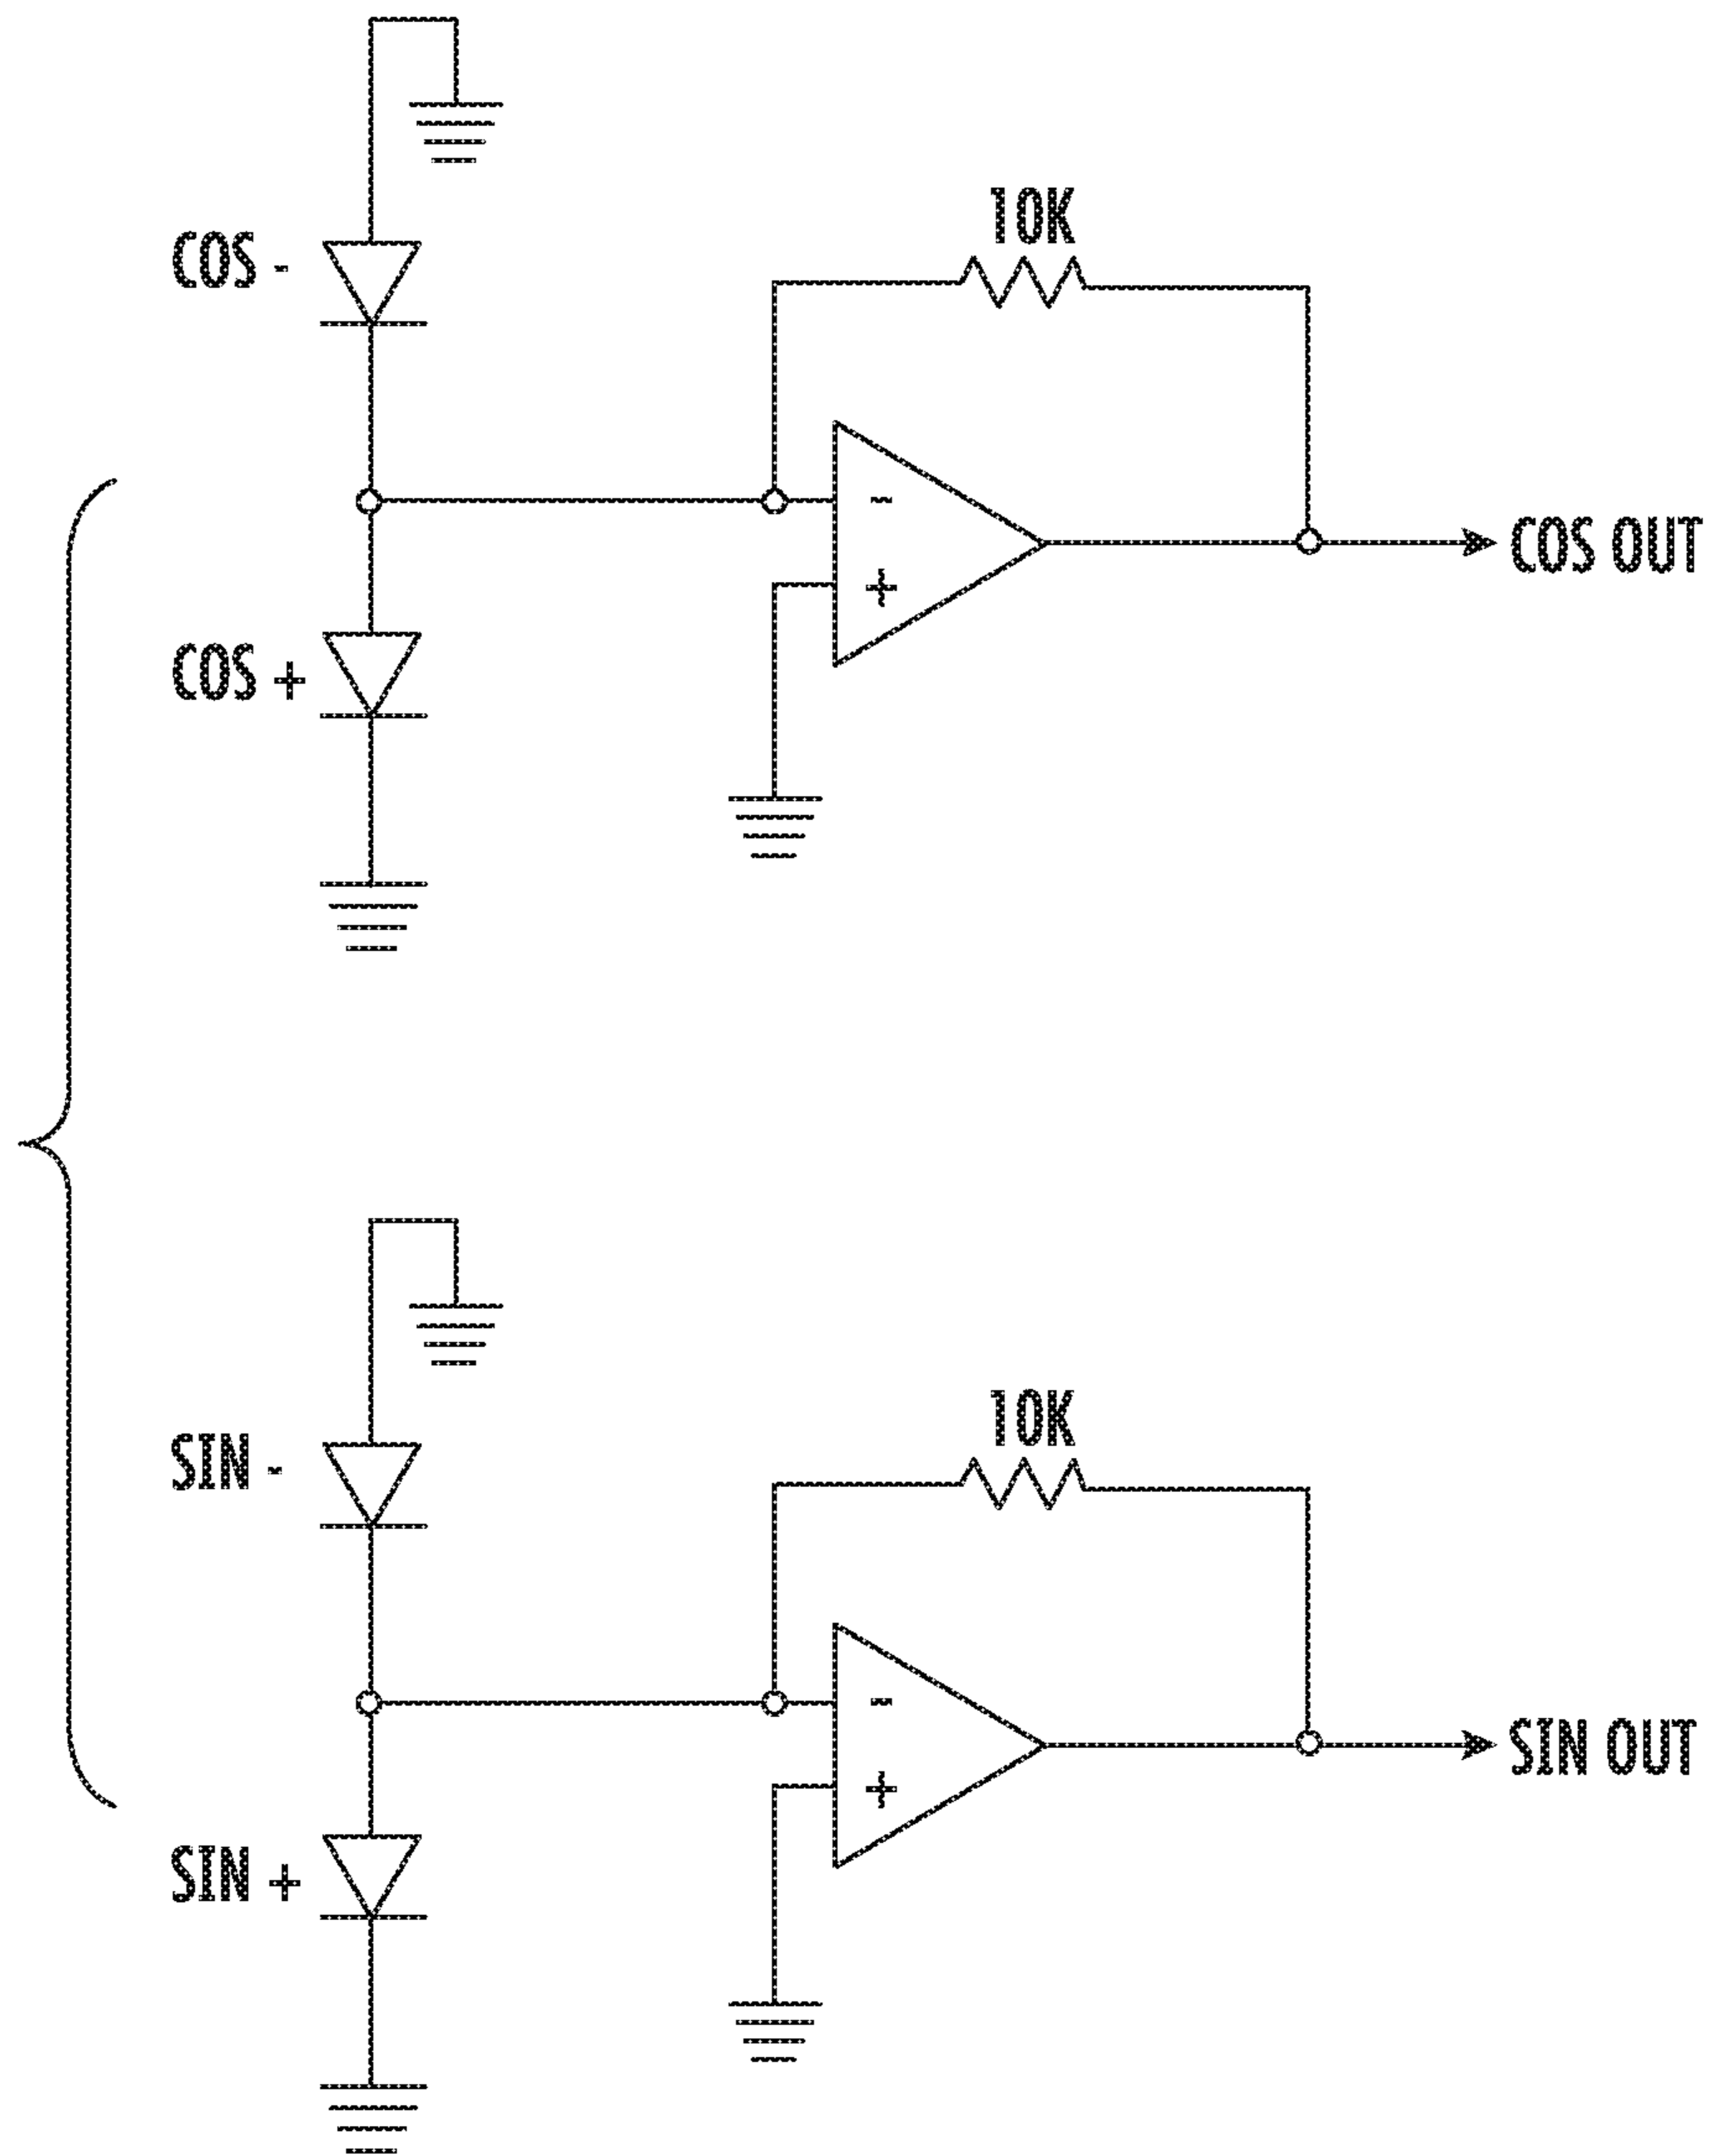 10K
COS -
-
COS OUT
+
COS +
10K
SIN -
-
SIN OUT
+
SIN +